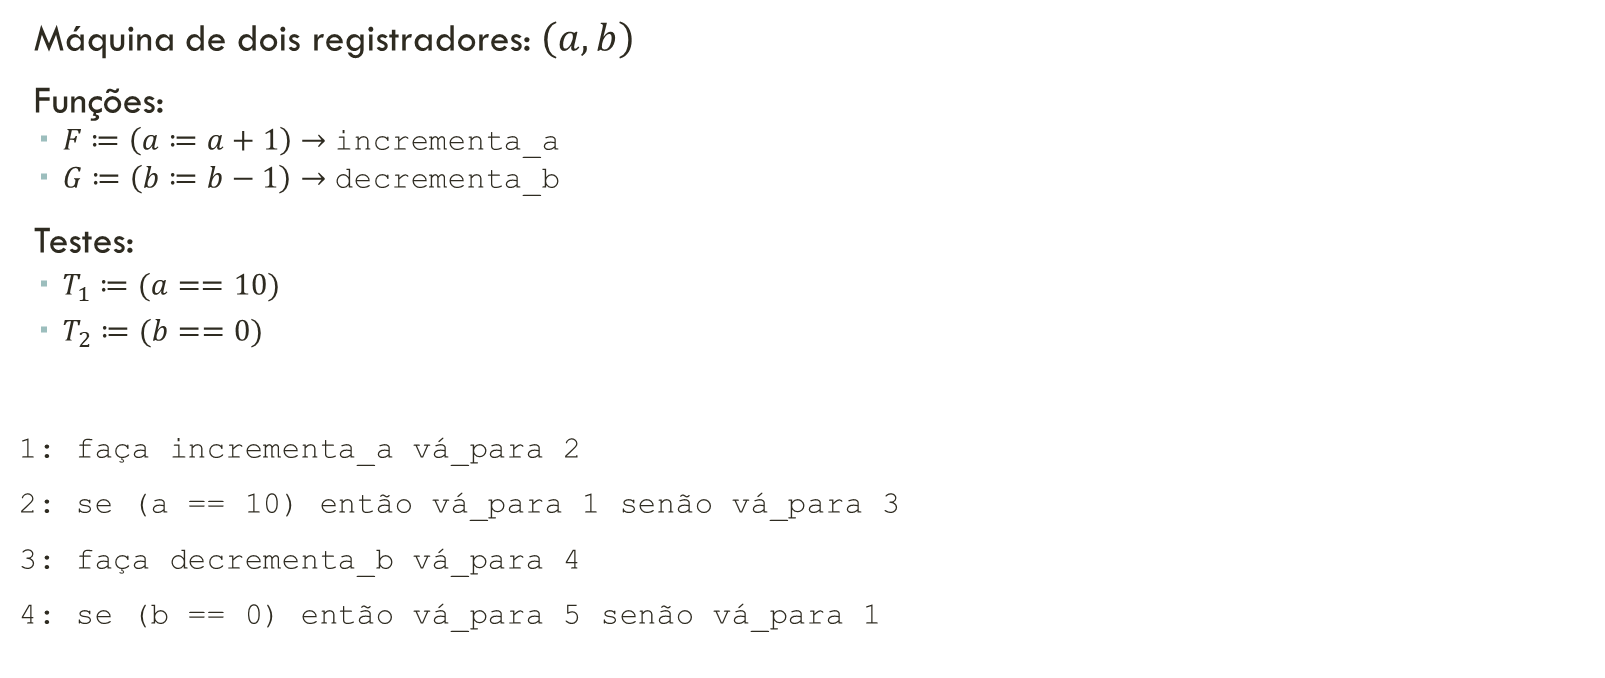 Máquina de dois registradores: (a, b)
Funções:
▪ F ≔ (a ≔ a + 1) → incrementa_a
▪ G ≔ (b ≔ b − 1) → decrementa_b
Testes:
▪ T₁ ≔ (a == 10)
▪ T₂ ≔ (b == 0)
1: faça incrementa_a vá_para 2
2: se (a == 10) então vá_para 1 senão vá_para 3
3: faça decrementa_b vá_para 4
4: se (b == 0) então vá_para 5 senão vá_para 1